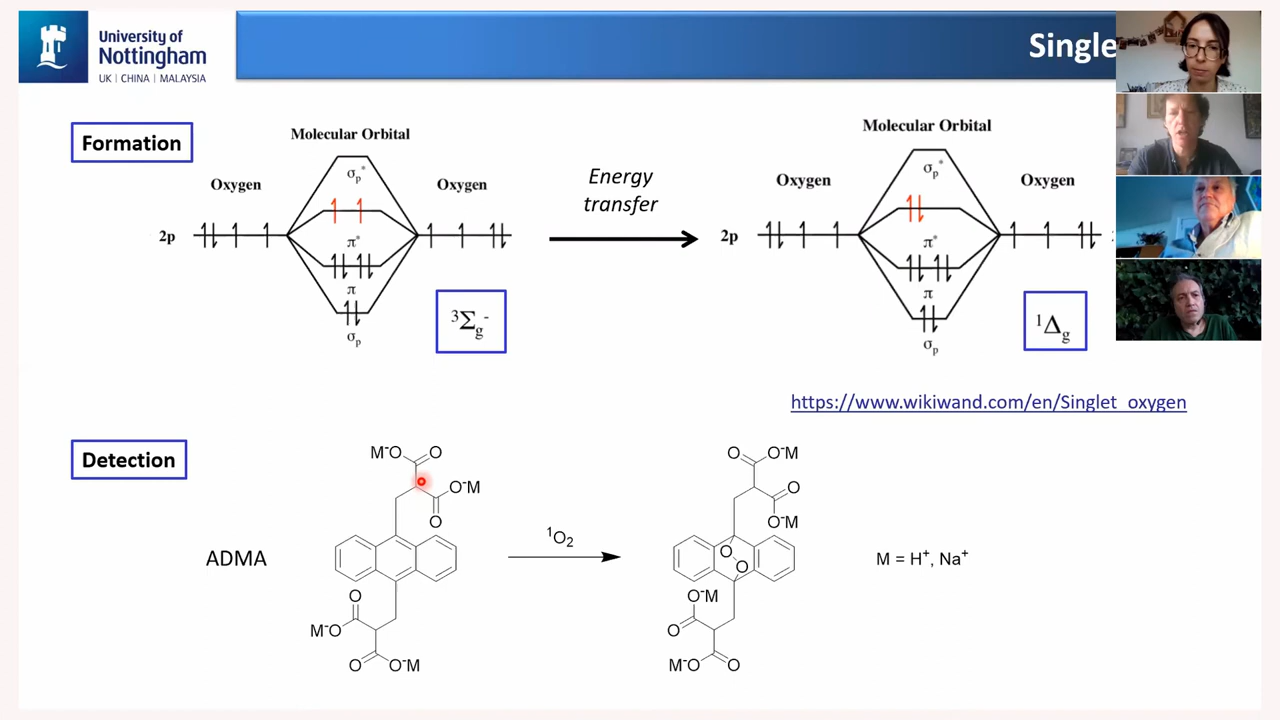 University of
Nottingham
UK | CHINA | MALAYSIA
Single
Formation
Molecular Orbital
σp*
Oxygen
Oxygen
2p
π*
π
σp
³Σg⁻
Energy
transfer
Molecular Orbital
σp*
Oxygen
Oxygen
2p
π*
π
σp
¹Δg
https://www.wikiwand.com/en/Singlet_oxygen
Detection
ADMA
M⁻O
O
O⁻M
O
O
M⁻O
O
O⁻M
¹O₂
O
O⁻M
O
O⁻M
O
O
O⁻M
O
M⁻O
O
M = H⁺, Na⁺